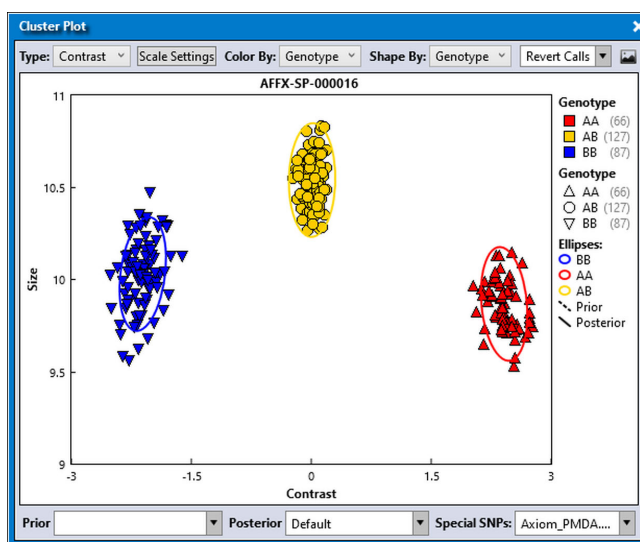 Cluster Plot
Type: Contrast Scale Settings Color By: Genotype Shape By: Genotype Revert Calls
AFFX-SP-000016
11
10.5
10
9.5
9
Size
-3 -1.5 0 1.5 3
Contrast
Genotype
AA (66)
AB (127)
BB (87)
Genotype
AA (66)
AB (127)
BB (87)
Ellipses:
BB
AA
AB
Prior
Posterior
Prior Posterior Default Special SNPs: Axiom_PMDA....